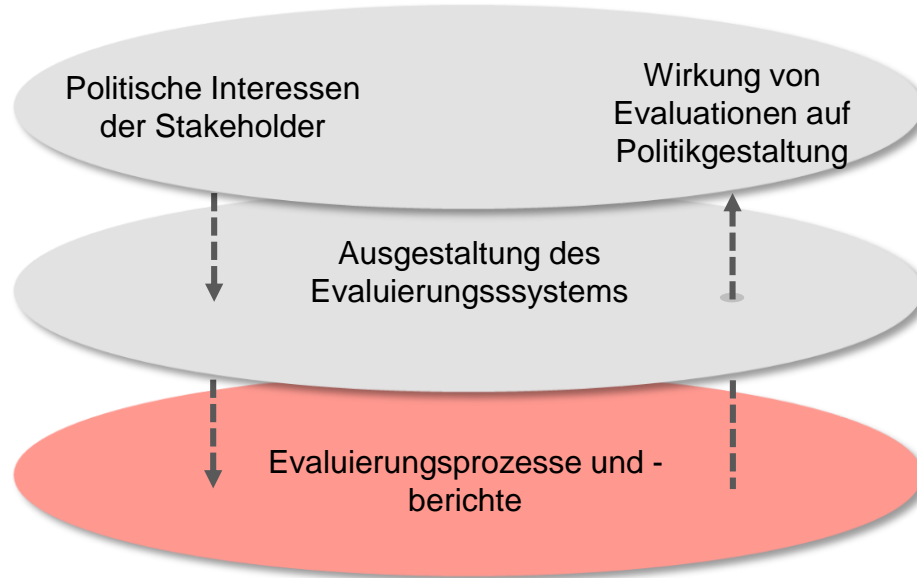 Politische Interessen
der Stakeholder
Wirkung von
Evaluationen auf
Politikgestaltung
Ausgestaltung des
Evaluierungsssystems
Evaluierungsprozesse und -
berichte